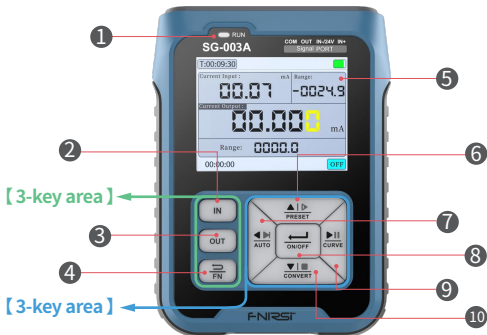 1
RUN
COM OUT IN-/24V IN+
SG-003A
Signal PORT
T:00:09:30
Current Input :
mA
Range:
00.07
-0024.9
5
Current Output :
00.000 mA
2
Range: 0000.0
6
00:00:00
OFF
【 3-key area 】
IN
PRESET
7
3
OUT
AUTO
ON/OFF
CURVE
8
4
FN
CONVERT
9
【 3-key area 】
10
FNIRSI